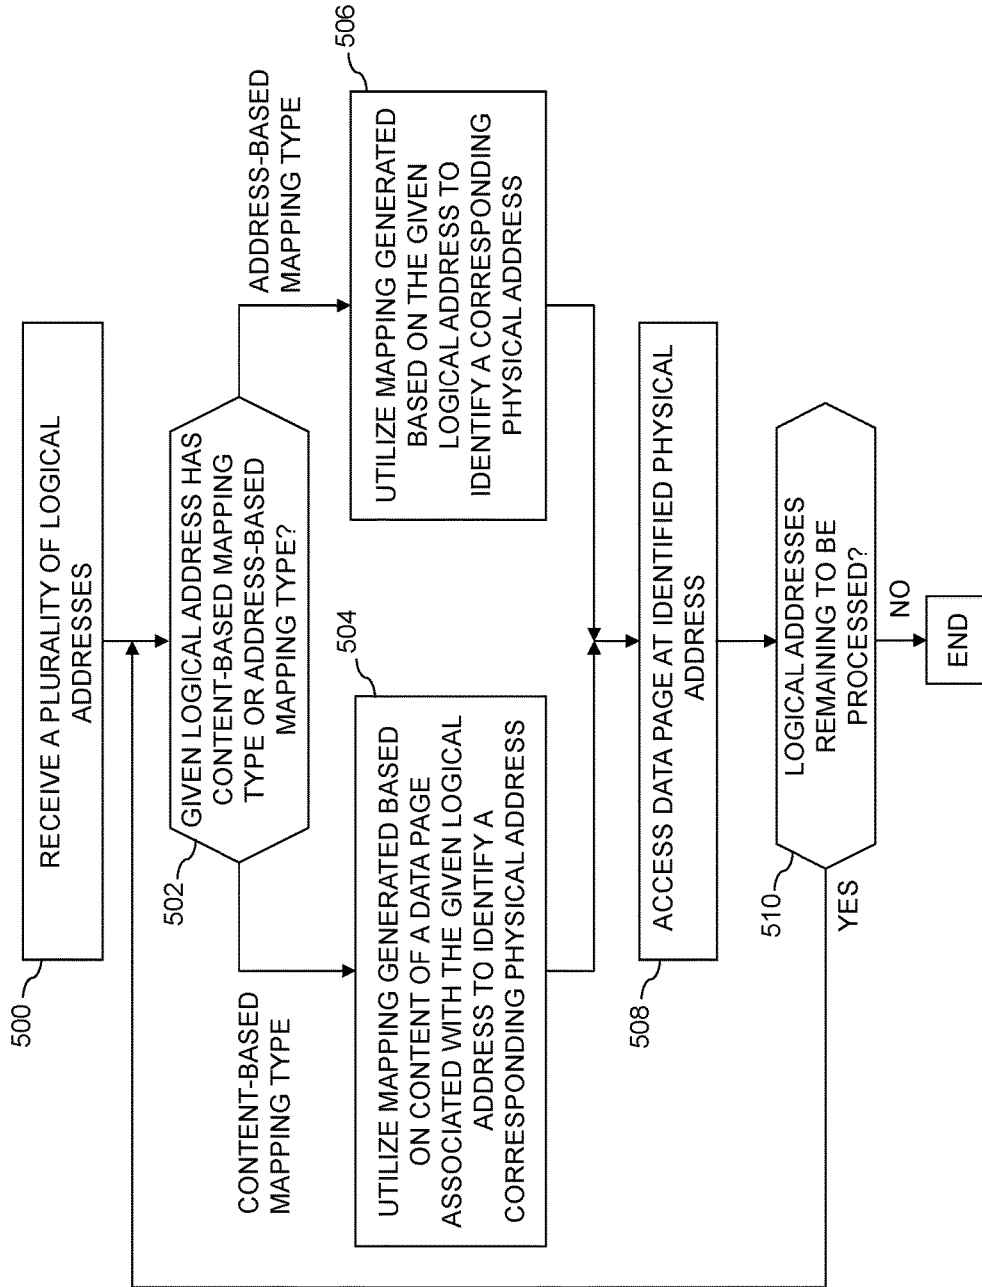 500
RECEIVE A PLURALITY OF LOGICAL
ADDRESSES
502
GIVEN LOGICAL ADDRESS HAS
CONTENT-BASED MAPPING
TYPE OR ADDRESS-BASED
MAPPING TYPE?
CONTENT-BASED
MAPPING TYPE
ADDRESS-BASED
MAPPING TYPE
504
UTILIZE MAPPING GENERATED BASED
ON CONTENT OF A DATA PAGE
ASSOCIATED WITH THE GIVEN LOGICAL
ADDRESS TO IDENTIFY A
CORRESPONDING PHYSICAL ADDRESS
506
UTILIZE MAPPING GENERATED
BASED ON THE GIVEN
LOGICAL ADDRESS TO
IDENTIFY A CORRESPONDING
PHYSICAL ADDRESS
508
ACCESS DATA PAGE AT IDENTIFIED PHYSICAL
ADDRESS
510
LOGICAL ADDRESSES
REMAINING TO BE
PROCESSED?
YES
NO
END